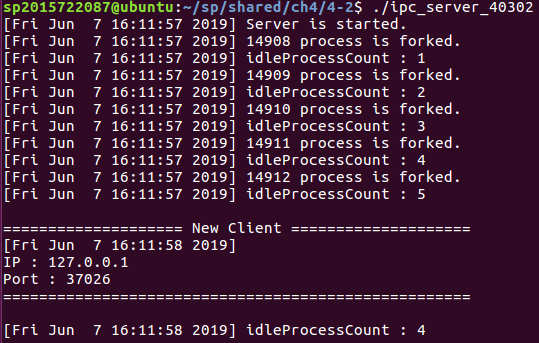 sp2015722087@ubuntu:~/sp/shared/ch4/4-2$ ./ipc_server_40302
[Fri Jun  7 16:11:57 2019] Server is started.
[Fri Jun  7 16:11:57 2019] 14908 process is forked.
[Fri Jun  7 16:11:57 2019] idleProcessCount : 1
[Fri Jun  7 16:11:57 2019] 14909 process is forked.
[Fri Jun  7 16:11:57 2019] idleProcessCount : 2
[Fri Jun  7 16:11:57 2019] 14910 process is forked.
[Fri Jun  7 16:11:57 2019] idleProcessCount : 3
[Fri Jun  7 16:11:57 2019] 14911 process is forked.
[Fri Jun  7 16:11:57 2019] idleProcessCount : 4
[Fri Jun  7 16:11:57 2019] 14912 process is forked.
[Fri Jun  7 16:11:57 2019] idleProcessCount : 5
==================== New Client ====================
[Fri Jun  7 16:11:58 2019]
IP : 127.0.0.1
Port : 37026
====================================================
[Fri Jun  7 16:11:58 2019] idleProcessCount : 4